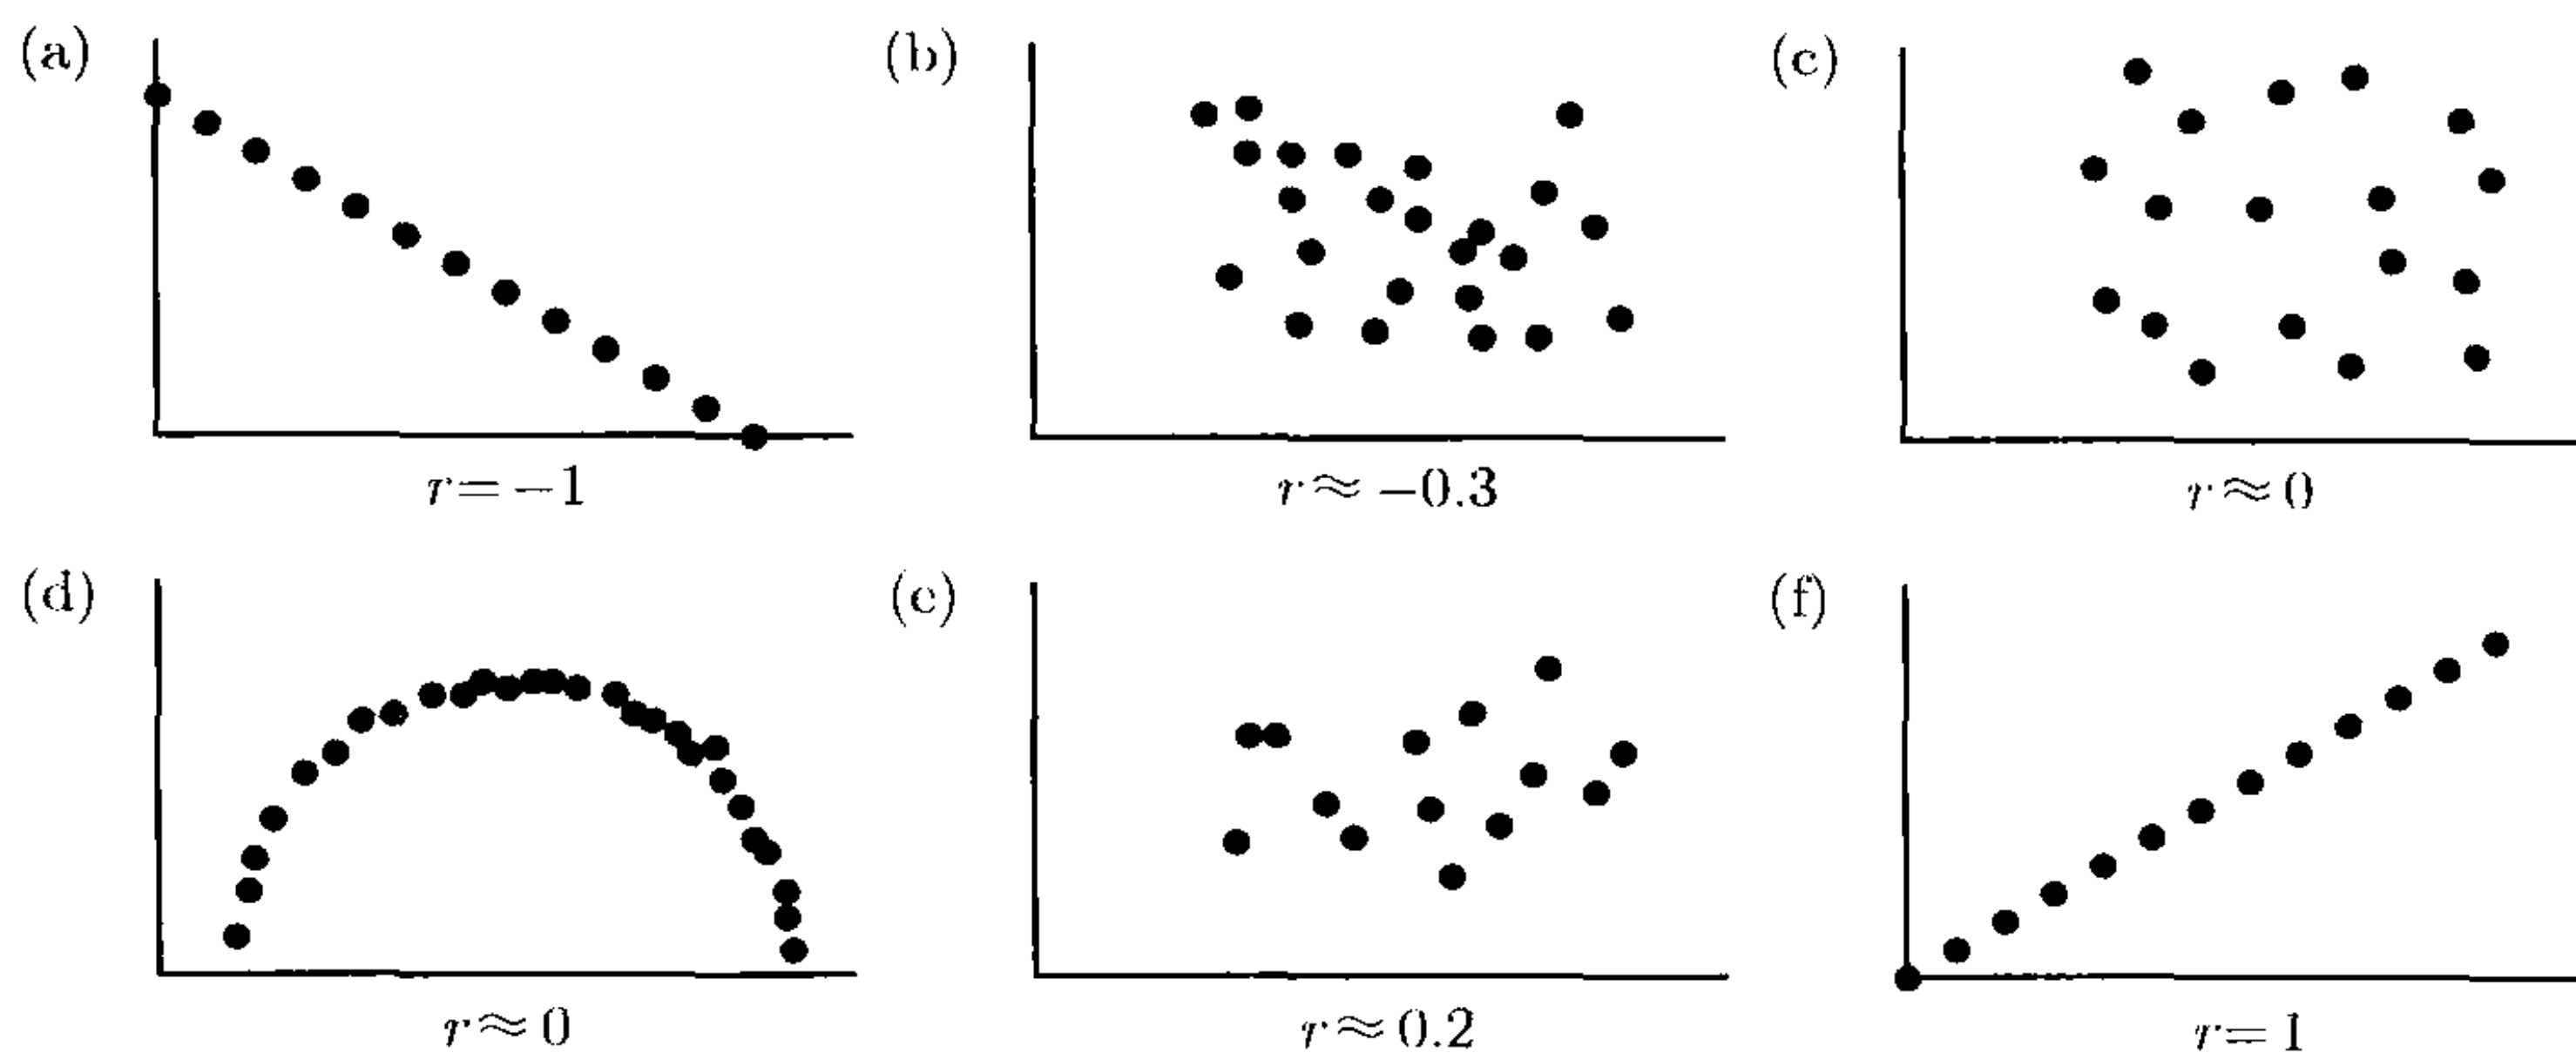 (a) (b) (c)
r = −1 r ≈ −0.3 r ≈ 0
(d) (e) (f)
r ≈ 0 r ≈ 0.2 r = 1